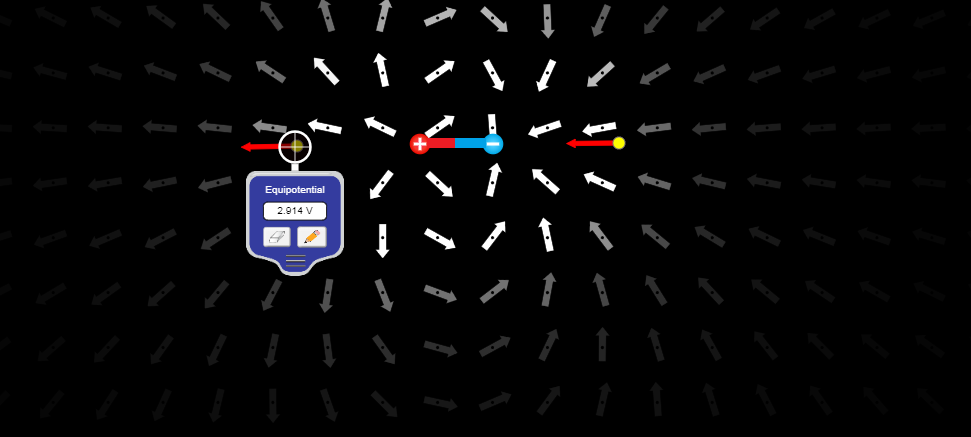 +
−
Equipotential
2.914 V